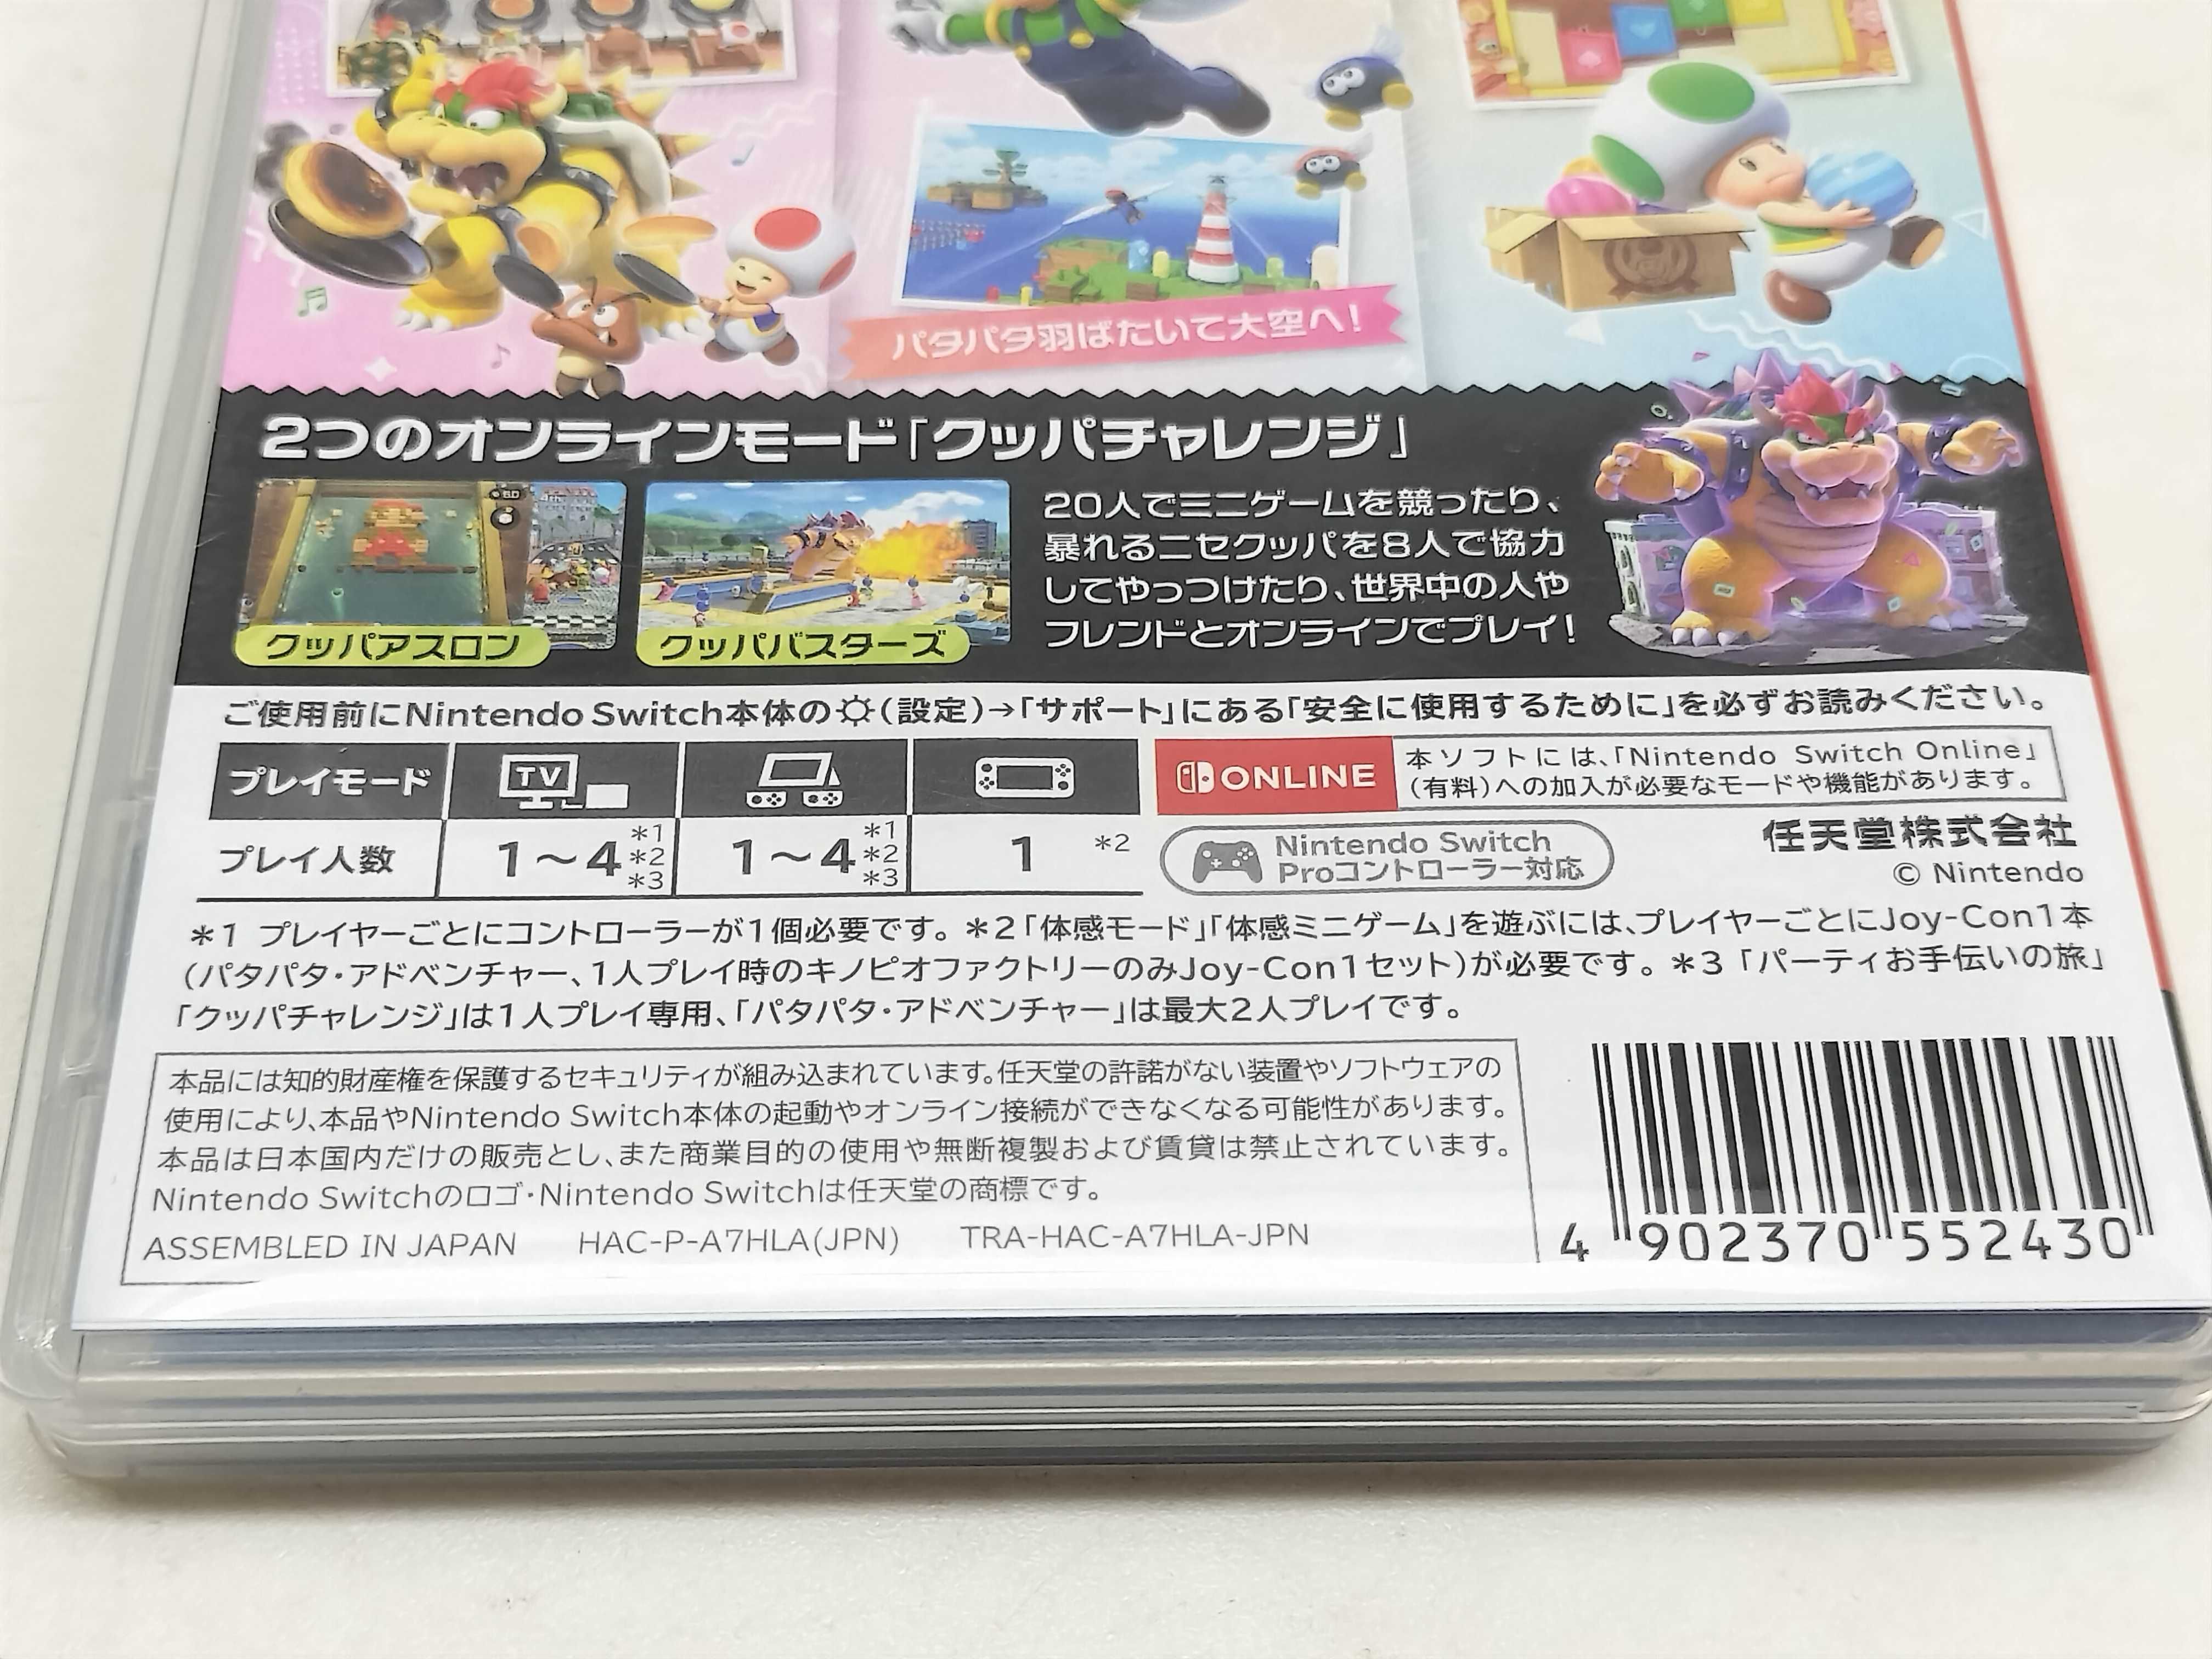 パタパタ羽ばたいて大空へ!
2つのオンラインモード「クッパチャレンジ」
クッパアスロン
クッパバスターズ
20人でミニゲームを競ったり、
暴れるニセクッパを8人で協力
してやっつけたり、世界中の人や
フレンドとオンラインでプレイ!
ご使用前にNintendo Switch本体の(設定)→「サポート」にある「安全に使用するために」を必ずお読みください。
プレイモード TV
プレイ人数 1〜4 *1 *2 *3 1〜4 *1 *2 *3 1 *2
ONLINE
本ソフトには、「Nintendo Switch Online」
(有料)への加入が必要なモードや機能があります。
Nintendo Switch
Proコントローラー対応
任天堂株式会社
© Nintendo
*1 プレイヤーごとにコントローラーが1個必要です。*2「体感モード」「体感ミニゲーム」を遊ぶには、プレイヤーごとにJoy-Con1本
(パタパタ・アドベンチャー、1人プレイ時のキノピオファクトリーのみJoy-Con1セット)が必要です。*3 「パーティお手伝いの旅」
「クッパチャレンジ」は1人プレイ専用、「パタパタ・アドベンチャー」は最大2人プレイです。
本品には知的財産権を保護するセキュリティが組み込まれています。任天堂の許諾がない装置やソフトウェアの
使用により、本品やNintendo Switch本体の起動やオンライン接続ができなくなる可能性があります。
本品は日本国内だけの販売とし、また商業目的の使用や無断複製および賃貸は禁止されています。
Nintendo Switchのロゴ・Nintendo Switchは任天堂の商標です。
ASSEMBLED IN JAPAN HAC-P-A7HLA(JPN) TRA-HAC-A7HLA-JPN
4 902370 552430